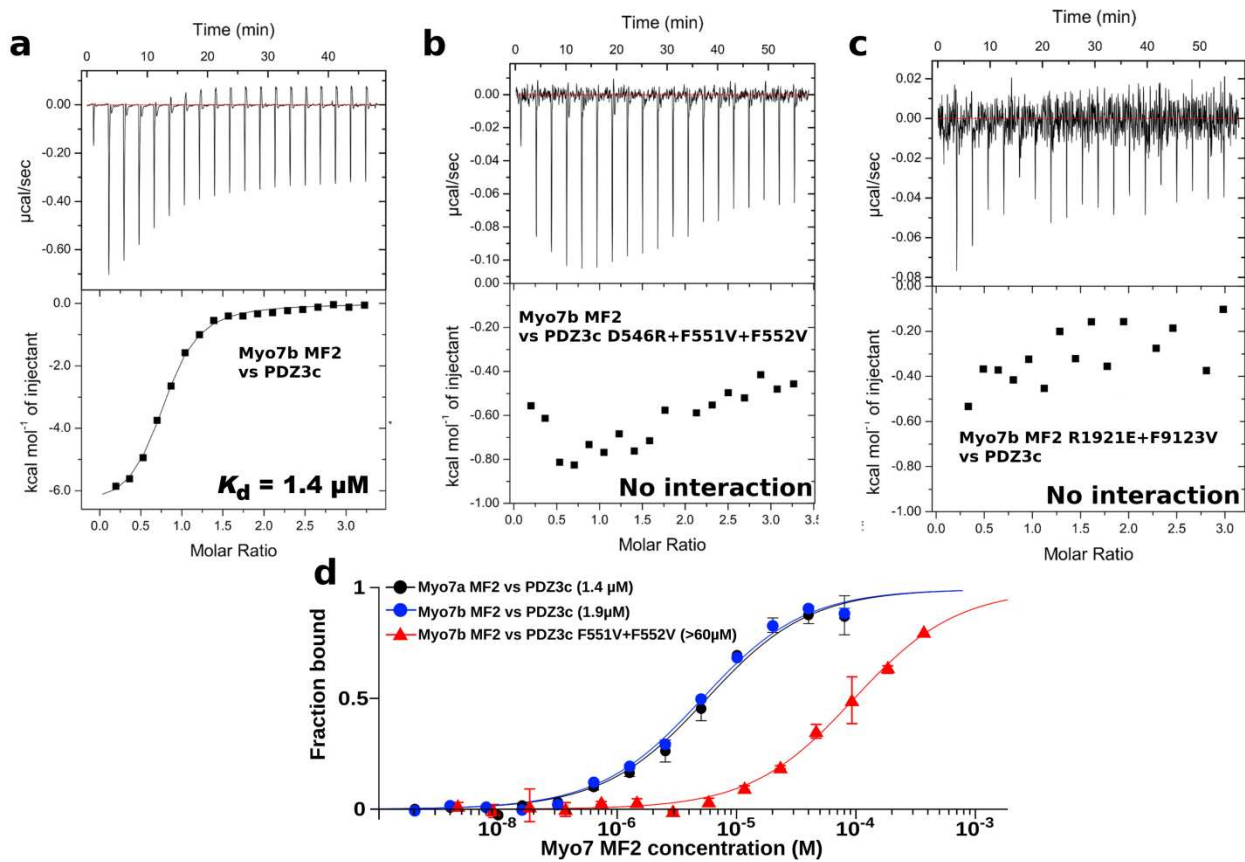 a
Time (min)
0 10 20 30 40
0.00
-0.20
-0.40
-0.60
µcal/sec
0.0
-2.0
-4.0
-6.0
kcal mol⁻¹ of injectant
Myo7b MF2
vs PDZ3c
Kd = 1.4 µM
0.0 0.5 1.0 1.5 2.0 2.5 3.0
Molar Ratio
b
Time (min)
0 10 20 30 40 50
0.00
-0.02
-0.04
-0.06
-0.08
-0.10
µcal/sec
0.00
-0.20
-0.40
-0.60
-0.80
-1.00
kcal mol⁻¹ of injectant
Myo7b MF2
vs PDZ3c D546R+F551V+F552V
No interaction
0.0 0.5 1.0 1.5 2.0 2.5 3.0 3.5
Molar Ratio
c
Time (min)
0 10 20 30 40 50
0.02
0.00
-0.02
-0.04
-0.06
-0.08
µcal/sec
0.00
-0.20
-0.40
-0.60
-0.80
-1.00
kcal mol⁻¹ of injectant
Myo7b MF2 R1921E+F9123V
vs PDZ3c
No interaction
0.0 0.5 1.0 1.5 2.0 2.5 3.0
Molar Ratio
d
Myo7a MF2 vs PDZ3c (1.4 µM)
Myo7b MF2 vs PDZ3c (1.9µM)
Myo7b MF2 vs PDZ3c F551V+F552V (>60µM)
1
0.5
0
Fraction bound
10⁻⁸ 10⁻⁶ 10⁻⁵ 10⁻⁴ 10⁻³
Myo7 MF2 concentration (M)